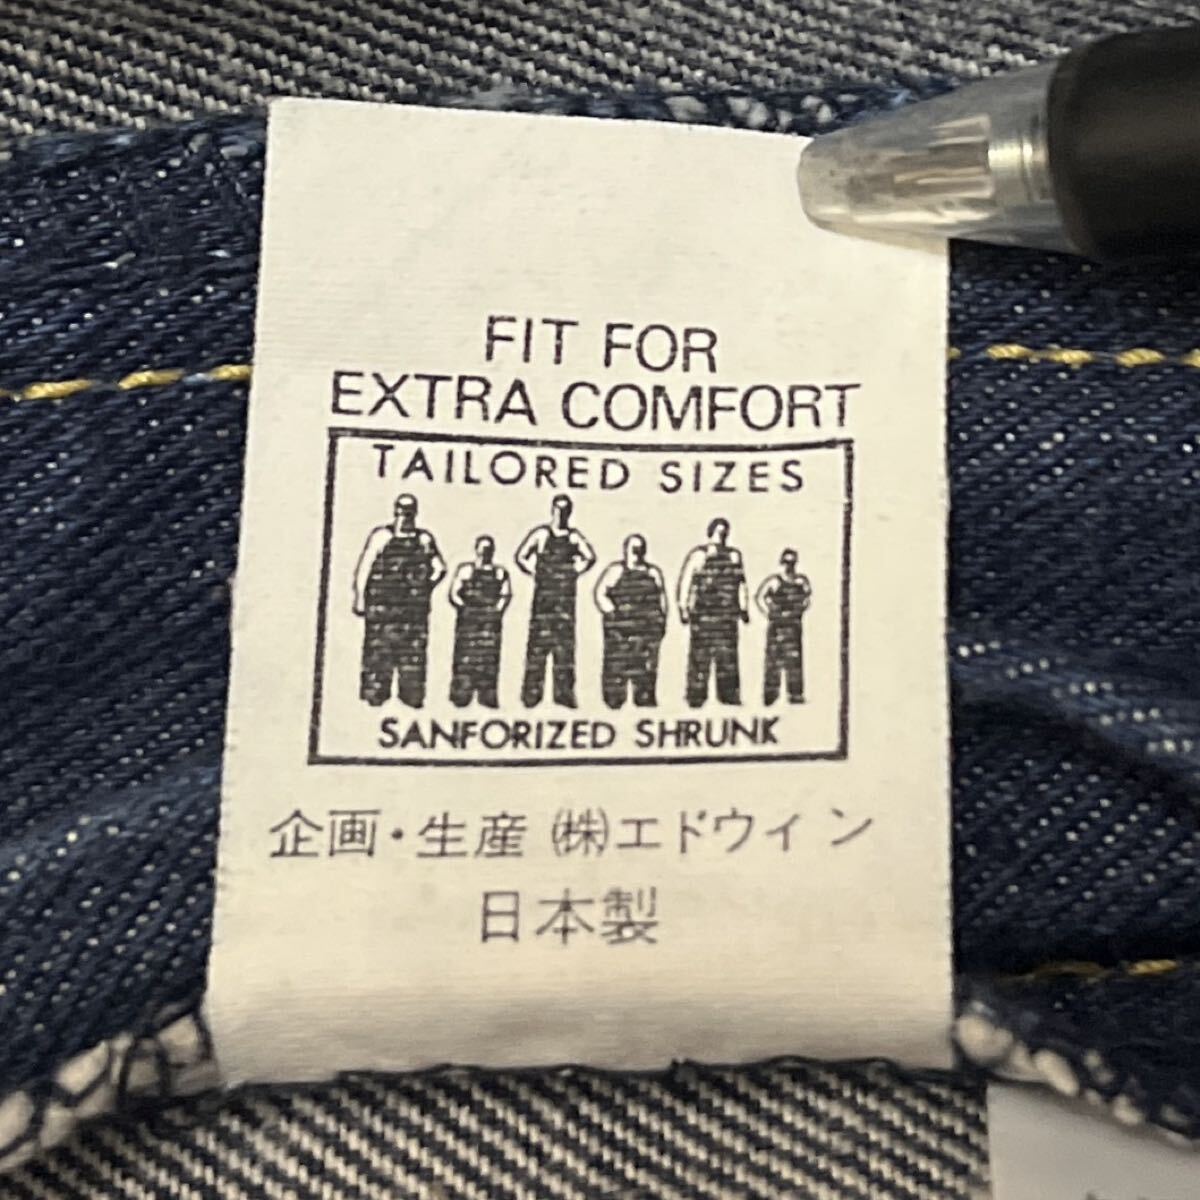 FIT FOR
EXTRA COMFORT
TAILORED SIZES
SANFORIZED SHRUNK
企画・生産 ㈱エドウィン
日本製